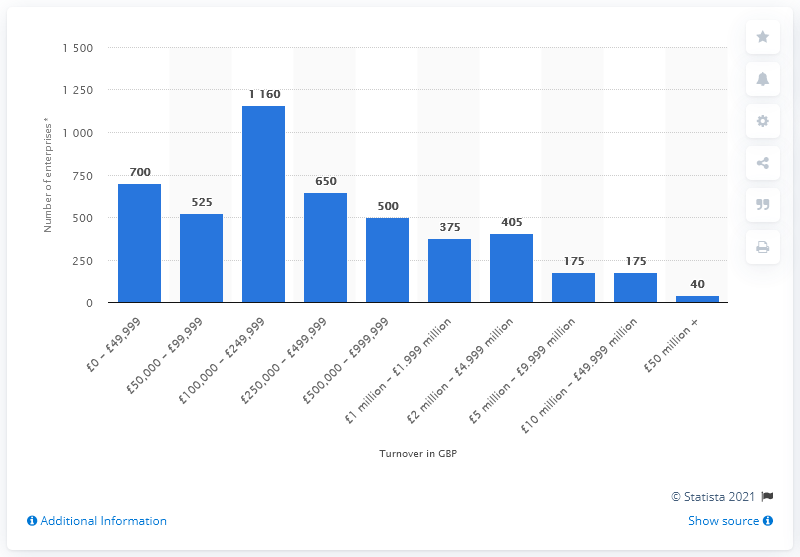 1 500
1 250
1 000
750
500
250
0
Number of enterprises*
700
525
1 160
650
500
375
405
175
175
40
£0 – £49,999
£50,000 – £99,999
£100,000 – £249,999
£250,000 – £499,999
£500,000 – £999,999
£1 million – £1.999 million
£2 million – £4.999 million
£5 million – £9.999 million
£10 million – £49.999 million
£50 million +
Turnover in GBP
© Statista 2021
Additional Information
Show source